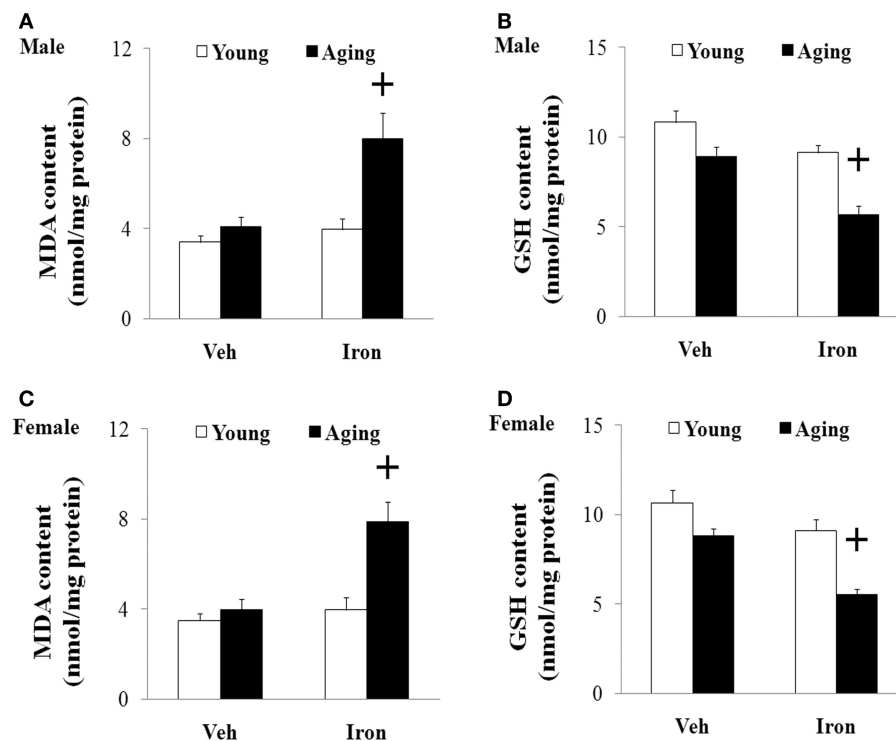 A
Male
12
8
4
0
Young Aging
+
MDA content
(nmol/mg protein)
Veh Iron
B
Male
15
10
5
0
Young Aging
+
GSH content
(nmol/mg protein)
Veh Iron
C
Female
12
8
4
0
Young Aging
+
MDA content
(nmol/mg protein)
Veh Iron
D
Female
15
10
5
0
Young Aging
+
GSH content
(nmol/mg protein)
Veh Iron